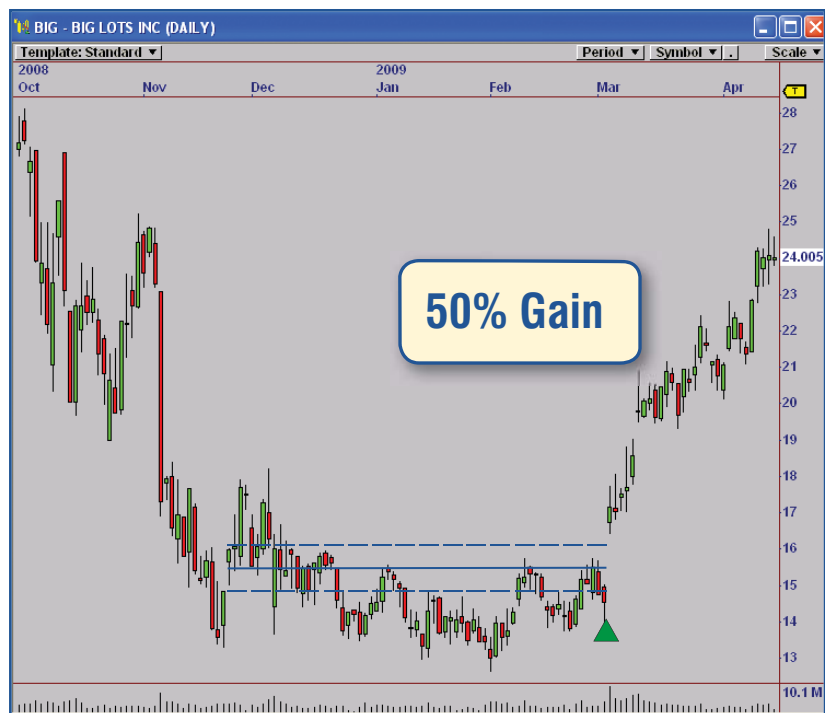 BIG - BIG LOTS INC (DAILY)
Template: Standard Period Symbol . Scale
2008 2009
Oct Nov Dec Jan Feb Mar Apr
T
28
27
26
25
24.005
23
22
21
20
19
18
17
16
15
14
13
10.1 M
50% Gain